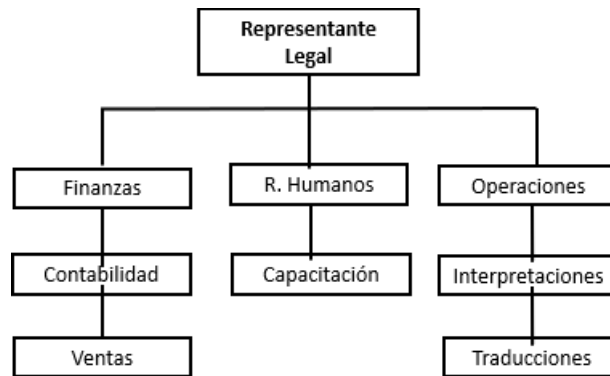 Representante
Legal
Finanzas
R. Humanos
Operaciones
Contabilidad
Capacitación
Interpretaciones
Ventas
Traducciones